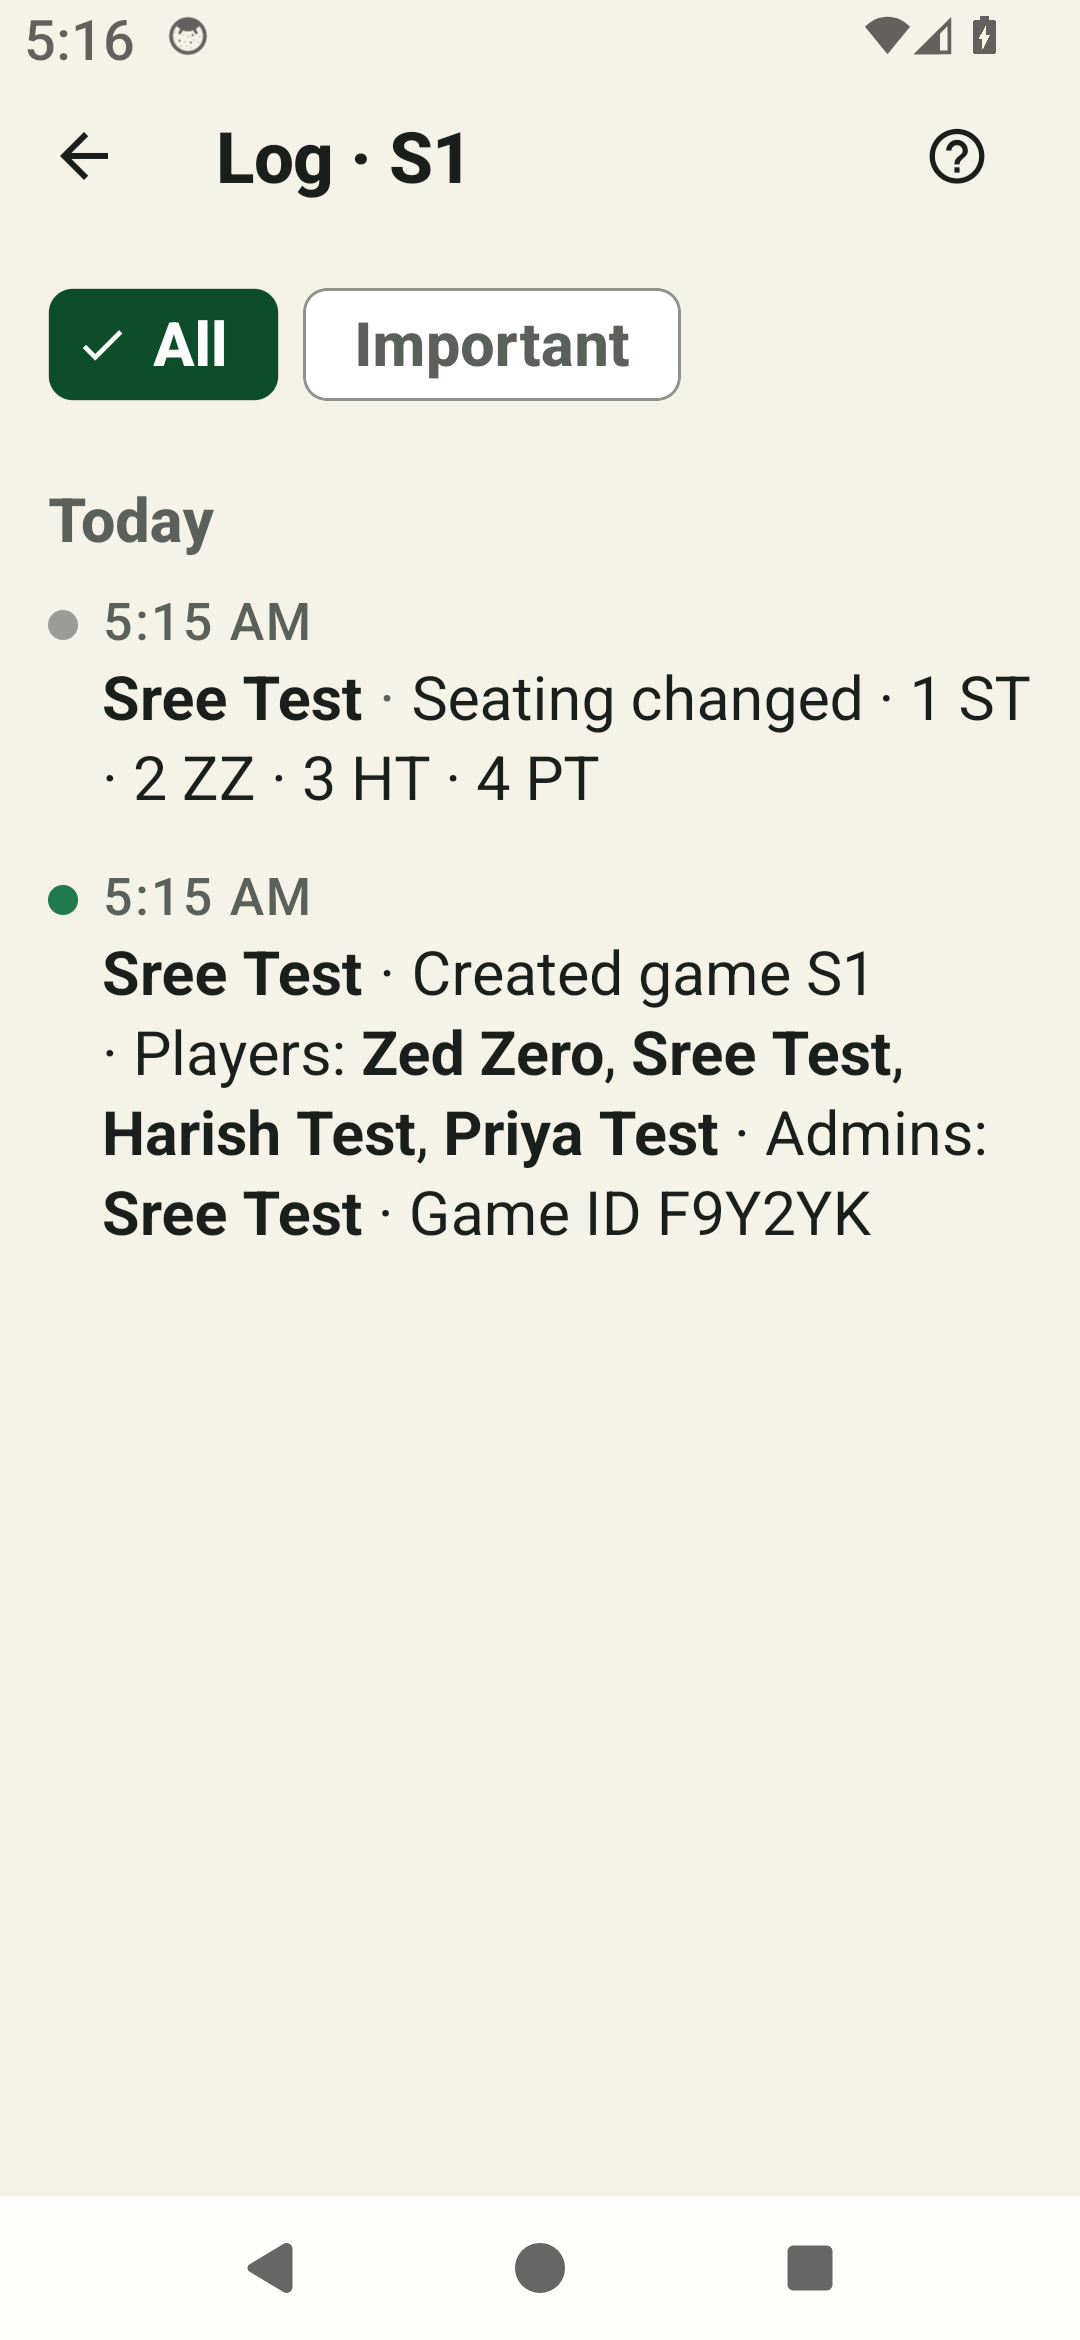 5:16
Log · S1
All
Important
Today
5:15 AM
Sree Test · Seating changed · 1 ST
· 2 ZZ · 3 HT · 4 PT
5:15 AM
Sree Test · Created game S1
· Players: Zed Zero, Sree Test,
Harish Test, Priya Test · Admins:
Sree Test · Game ID F9Y2YK